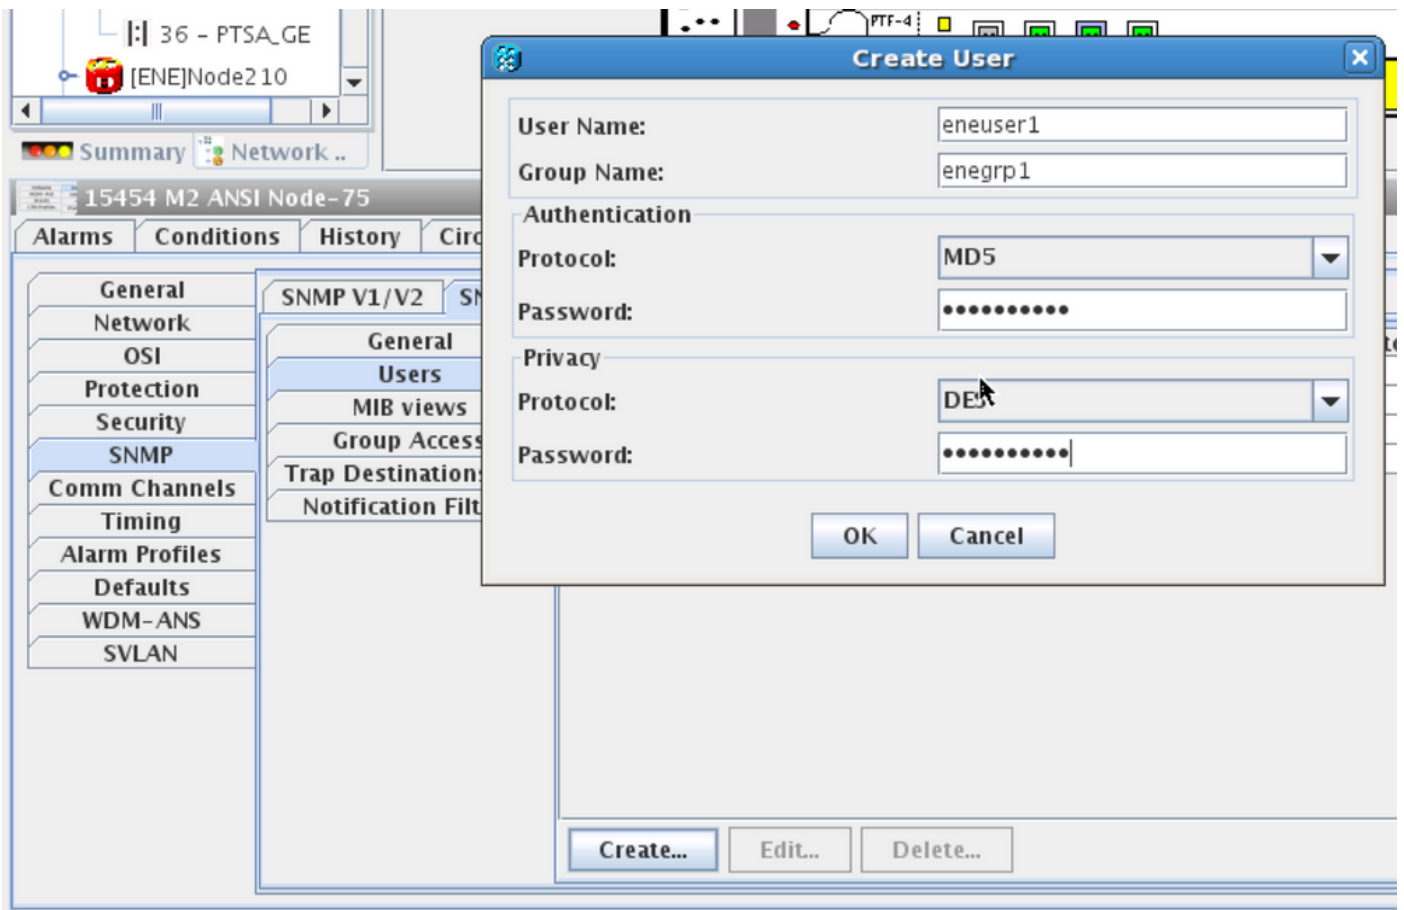 36 - PTSA_GE
[ENE]Node210
Summary
Network ..
PTF-4
15454 M2 ANSI Node-75
Alarms
Conditions
History
Circ
General
Network
OSI
Protection
Security
SNMP
Comm Channels
Timing
Alarm Profiles
Defaults
WDM-ANS
SVLAN
SNMP V1/V2
SN
General
Users
MIB views
Group Access
Trap Destinations
Notification Filt
Create User
User Name:
eneuser1
Group Name:
enegrp1
Authentication
Protocol:
MD5
Password:
Privacy
Protocol:
DES
Password:
OK
Cancel
Create...
Edit...
Delete...